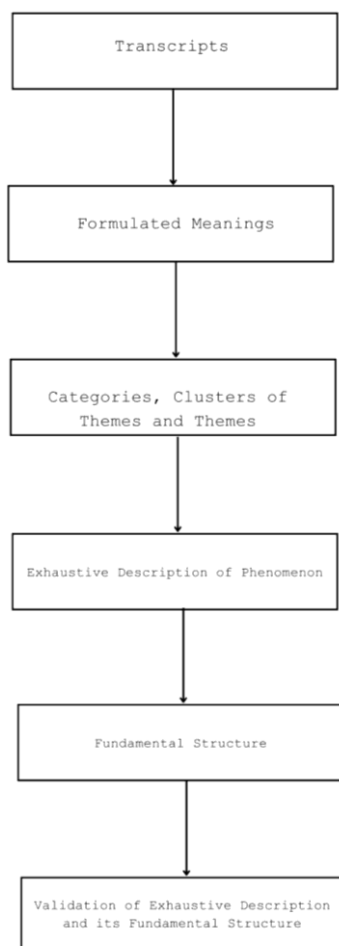 Transcripts
Formulated Meanings
Categories, Clusters of
Themes and Themes
Exhaustive Description of Phenomenon
Fundamental Structure
Validation of Exhaustive Description
and its Fundamental Structure